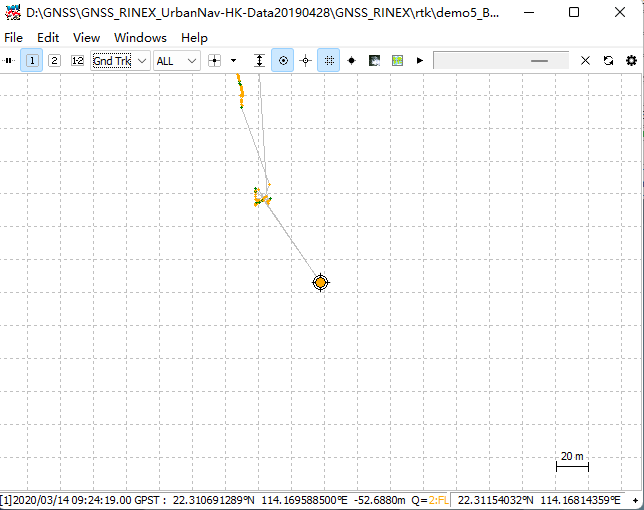 D:\GNSS\GNSS_RINEX_UrbanNav-HK-Data20190428\GNSS_RINEX\rtk\demo5_B...
File Edit View Windows Help
1 2 1-2 Gnd Trk ALL
20 m
[1]2020/03/14 09:24:19.00 GPST : 22.310691289°N 114.169588500°E -52.6880m Q=2:FL 22.31154032°N 114.16814359°E